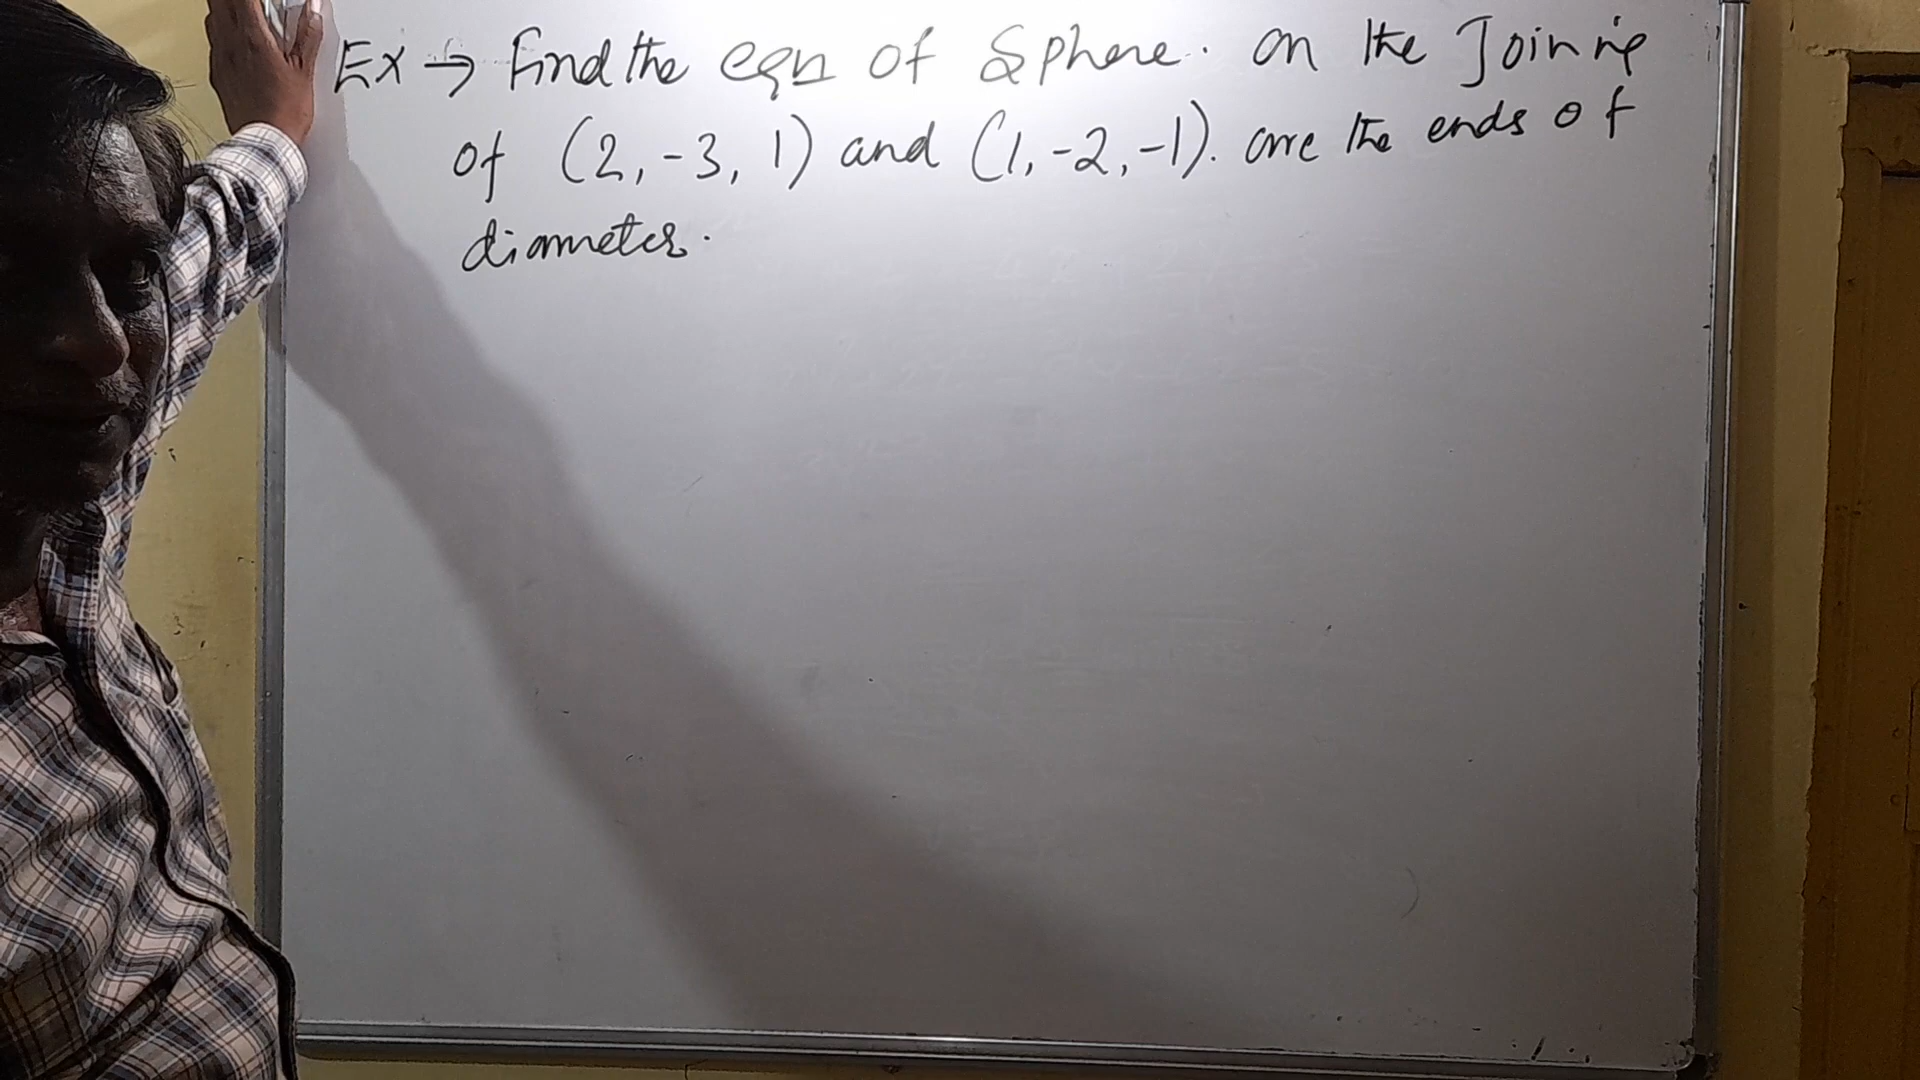 Ex → Find the eqn of Sphere. on the Joining
of (2, -3, 1) and (1, -2, -1). are the ends of
diameter.